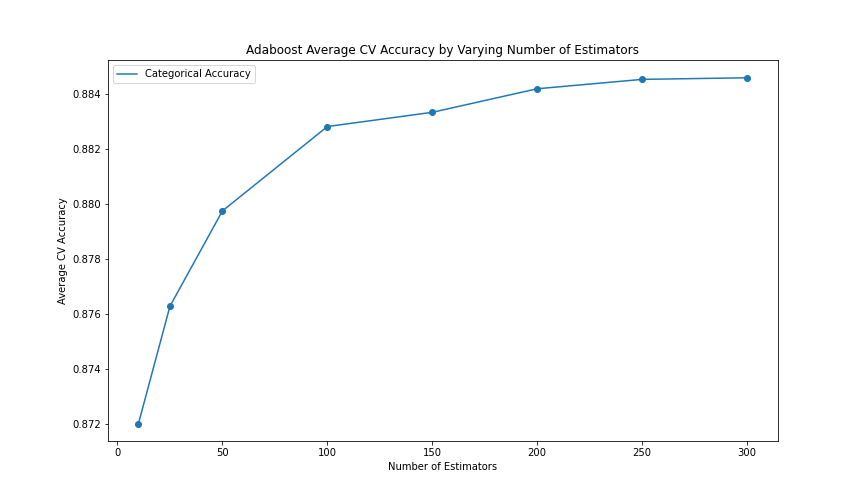 Adaboost Average CV Accuracy by Varying Number of Estimators
Categorical Accuracy
0.884
0.882
0.880
0.878
0.876
0.874
0.872
Average CV Accuracy
0 50 100 150 200 250 300
Number of Estimators